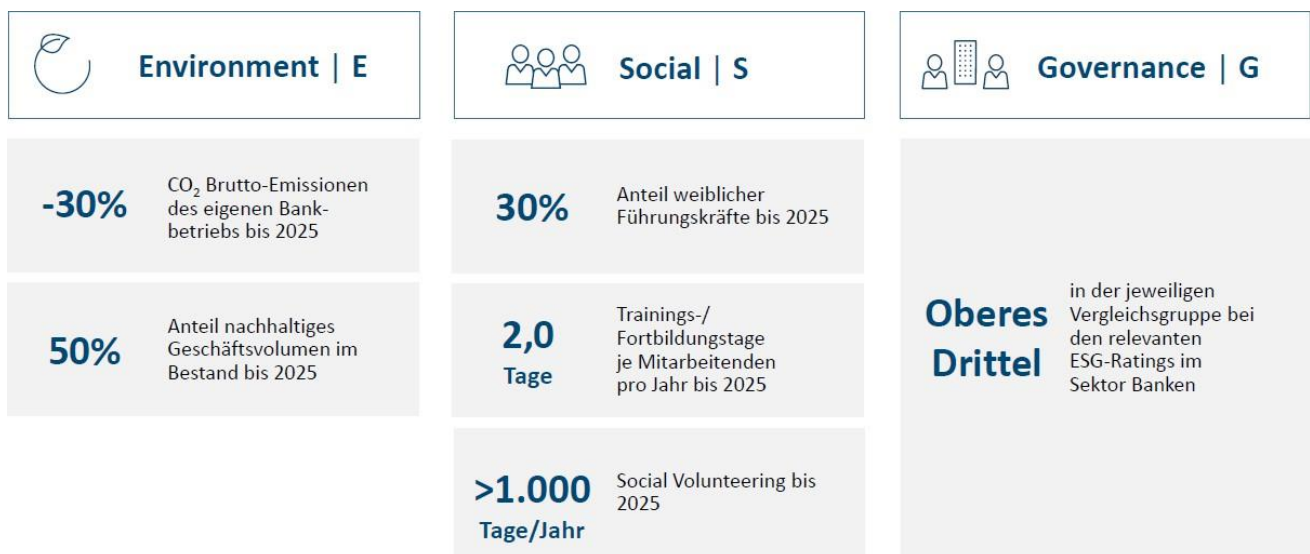 Environment | E
-30%
CO₂ Brutto-Emissionen
des eigenen Bank-
betriebs bis 2025
50%
Anteil nachhaltiges
Geschäftsvolumen im
Bestand bis 2025
Social | S
30%
Anteil weiblicher
Führungskräfte bis 2025
2,0
Tage
Trainings-/
Fortbildungstage
je Mitarbeitenden
pro Jahr bis 2025
>1.000
Tage/Jahr
Social Volunteering bis
2025
Governance | G
Oberes
Drittel
in der jeweiligen
Vergleichsgruppe bei
den relevanten
ESG-Ratings im
Sektor Banken